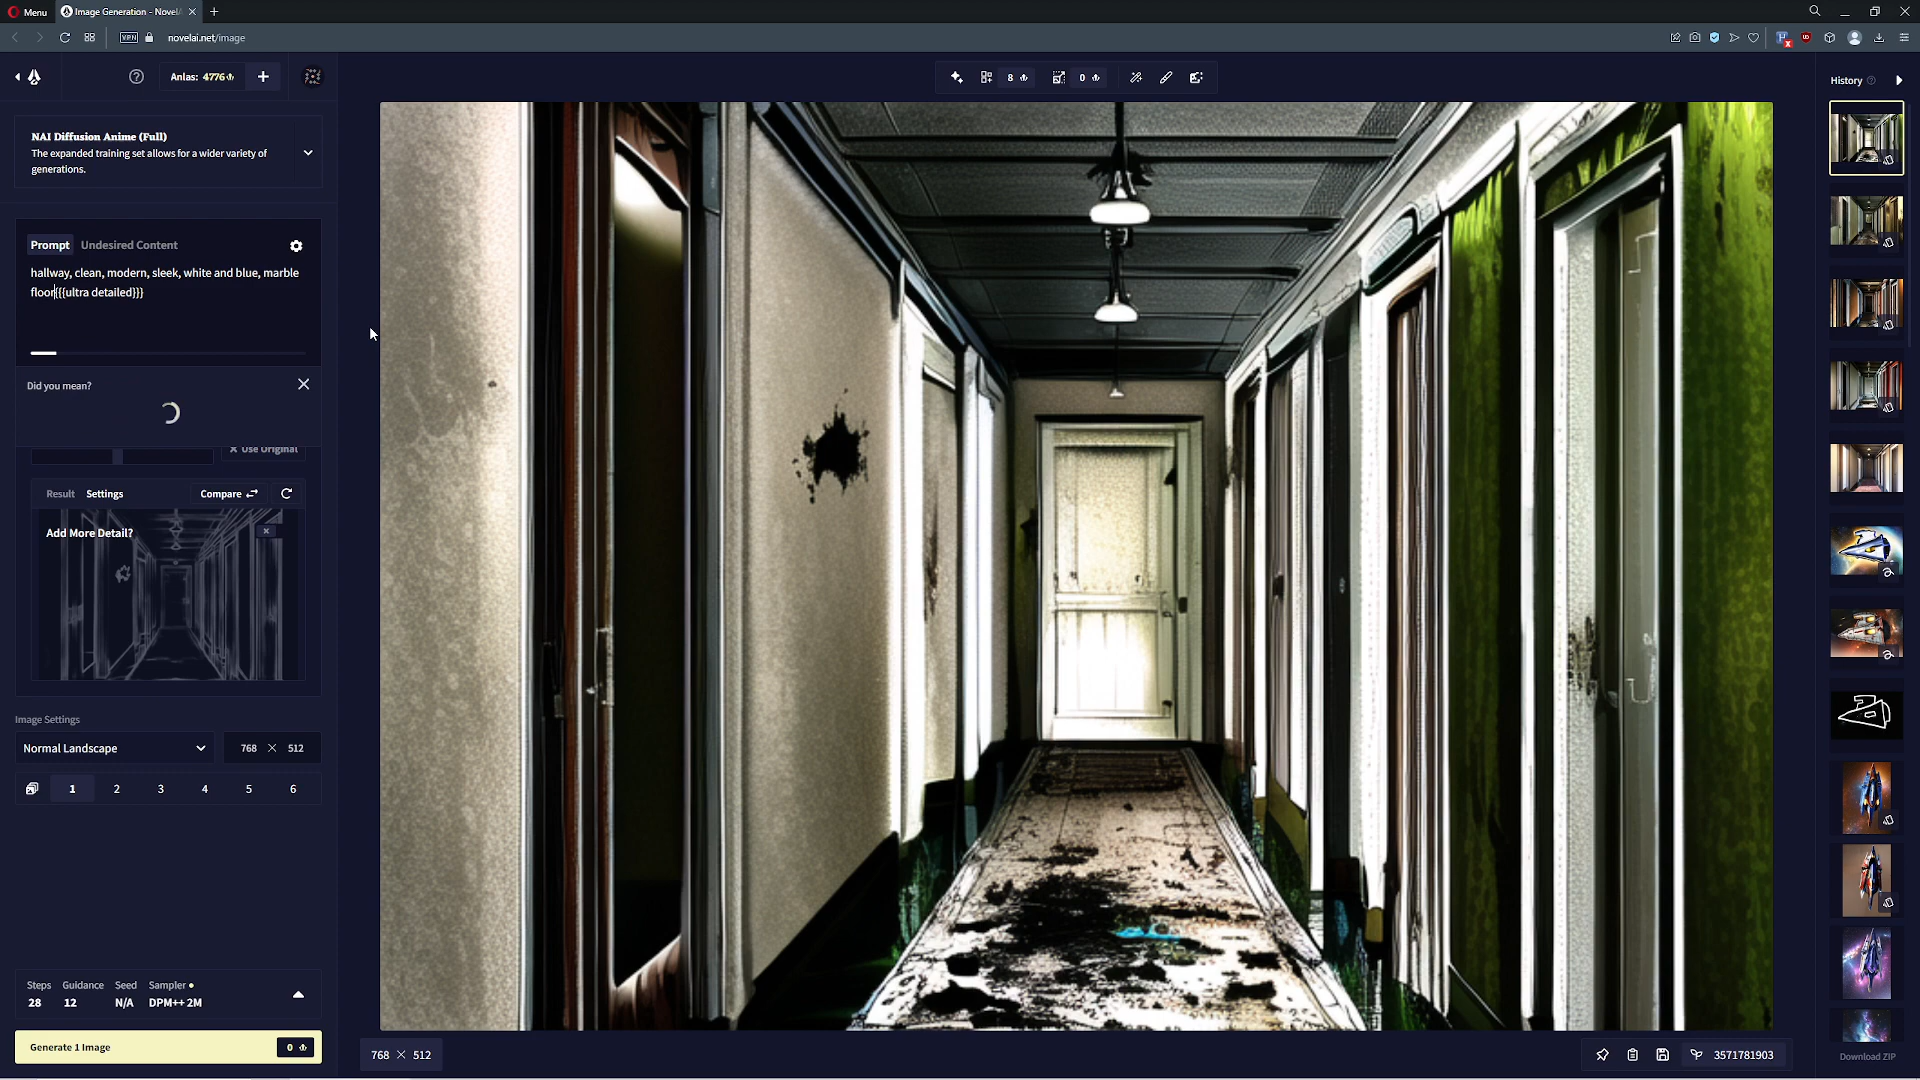 Menu
Image Generation - NovelA
VPN
novelai.net/image
Anlas: 4776
8
0
History
NAI Diffusion Anime (Full)
The expanded training set allows for a wider variety of
generations.
Prompt Undesired Content
hallway, clean, modern, sleek, white and blue, marble
floor{{{ultra detailed}}}
Did you mean?
Use Original
Result Settings Compare
Add More Detail?
Image Settings
Normal Landscape 768 × 512
1 2 3 4 5 6
Steps Guidance Seed Sampler
28 12 N/A DPM++ 2M
Generate 1 Image 0
768 × 512
3571781903
Download ZIP